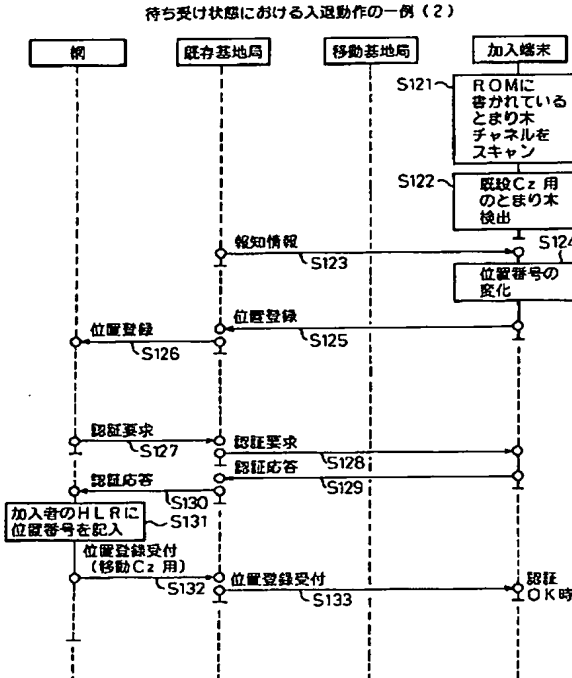 待ち受け状態における入退動作の一例(2)
網
既存基地局
移動基地局
加入端末
S121
ROMに
書かれている
とまり木
チャネルを
スキャン
S122
既設Cz用
のとまり木
検出
報知情報
S123
S124
位置番号の
変化
位置登録
S125
位置登録
S126
認証要求
S127
認証要求
S128
認証応答
S129
認証応答
S130
加入者のHLRに
位置番号を記入
S131
位置登録受付
(移動Cz用)
S132
位置登録受付
S133
認証
OK時